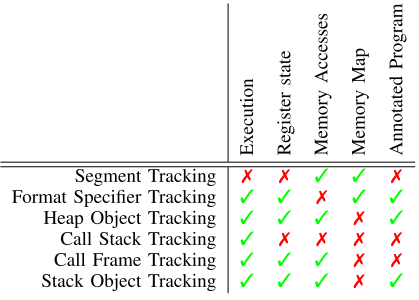 Execution
Register state
Memory Accesses
Memory Map
Annotated Program
Segment Tracking ✗ ✗ ✓ ✓ ✗
Format Specifier Tracking ✓ ✓ ✗ ✓ ✓
Heap Object Tracking ✓ ✓ ✓ ✗ ✓
Call Stack Tracking ✓ ✗ ✗ ✗ ✗
Call Frame Tracking ✓ ✓ ✓ ✗ ✗
Stack Object Tracking ✓ ✓ ✓ ✗ ✓